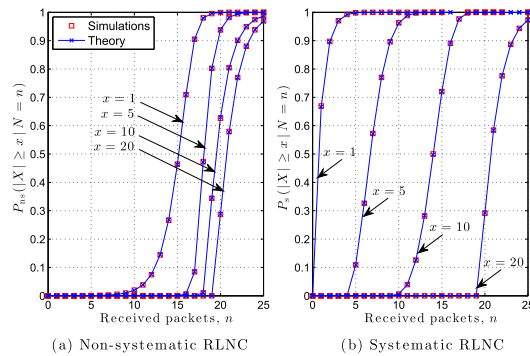 Simulations
Theory
x = 1
x = 5
x = 10
x = 20
P_ns(|X| ≥ x | N = n)
1
0.9
0.8
0.7
0.6
0.5
0.4
0.3
0.2
0.1
0
0 5 10 15 20 25
Received packets, n
(a) Non-systematic RLNC
x = 1
x = 5
x = 10
x = 20
P_s(|X| ≥ x | N = n)
1
0.9
0.8
0.7
0.6
0.5
0.4
0.3
0.2
0.1
0
0 5 10 15 20 25
Received packets, n
(b) Systematic RLNC